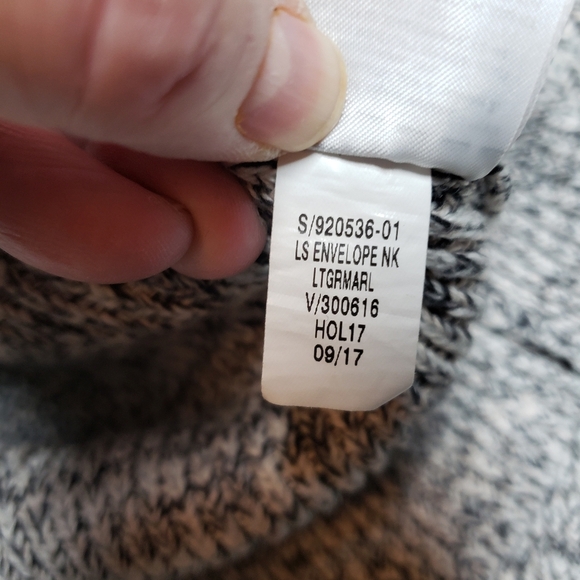 S/920536-01
LS ENVELOPE NK
LTGRMARL
V/300616
HOL17
09/17